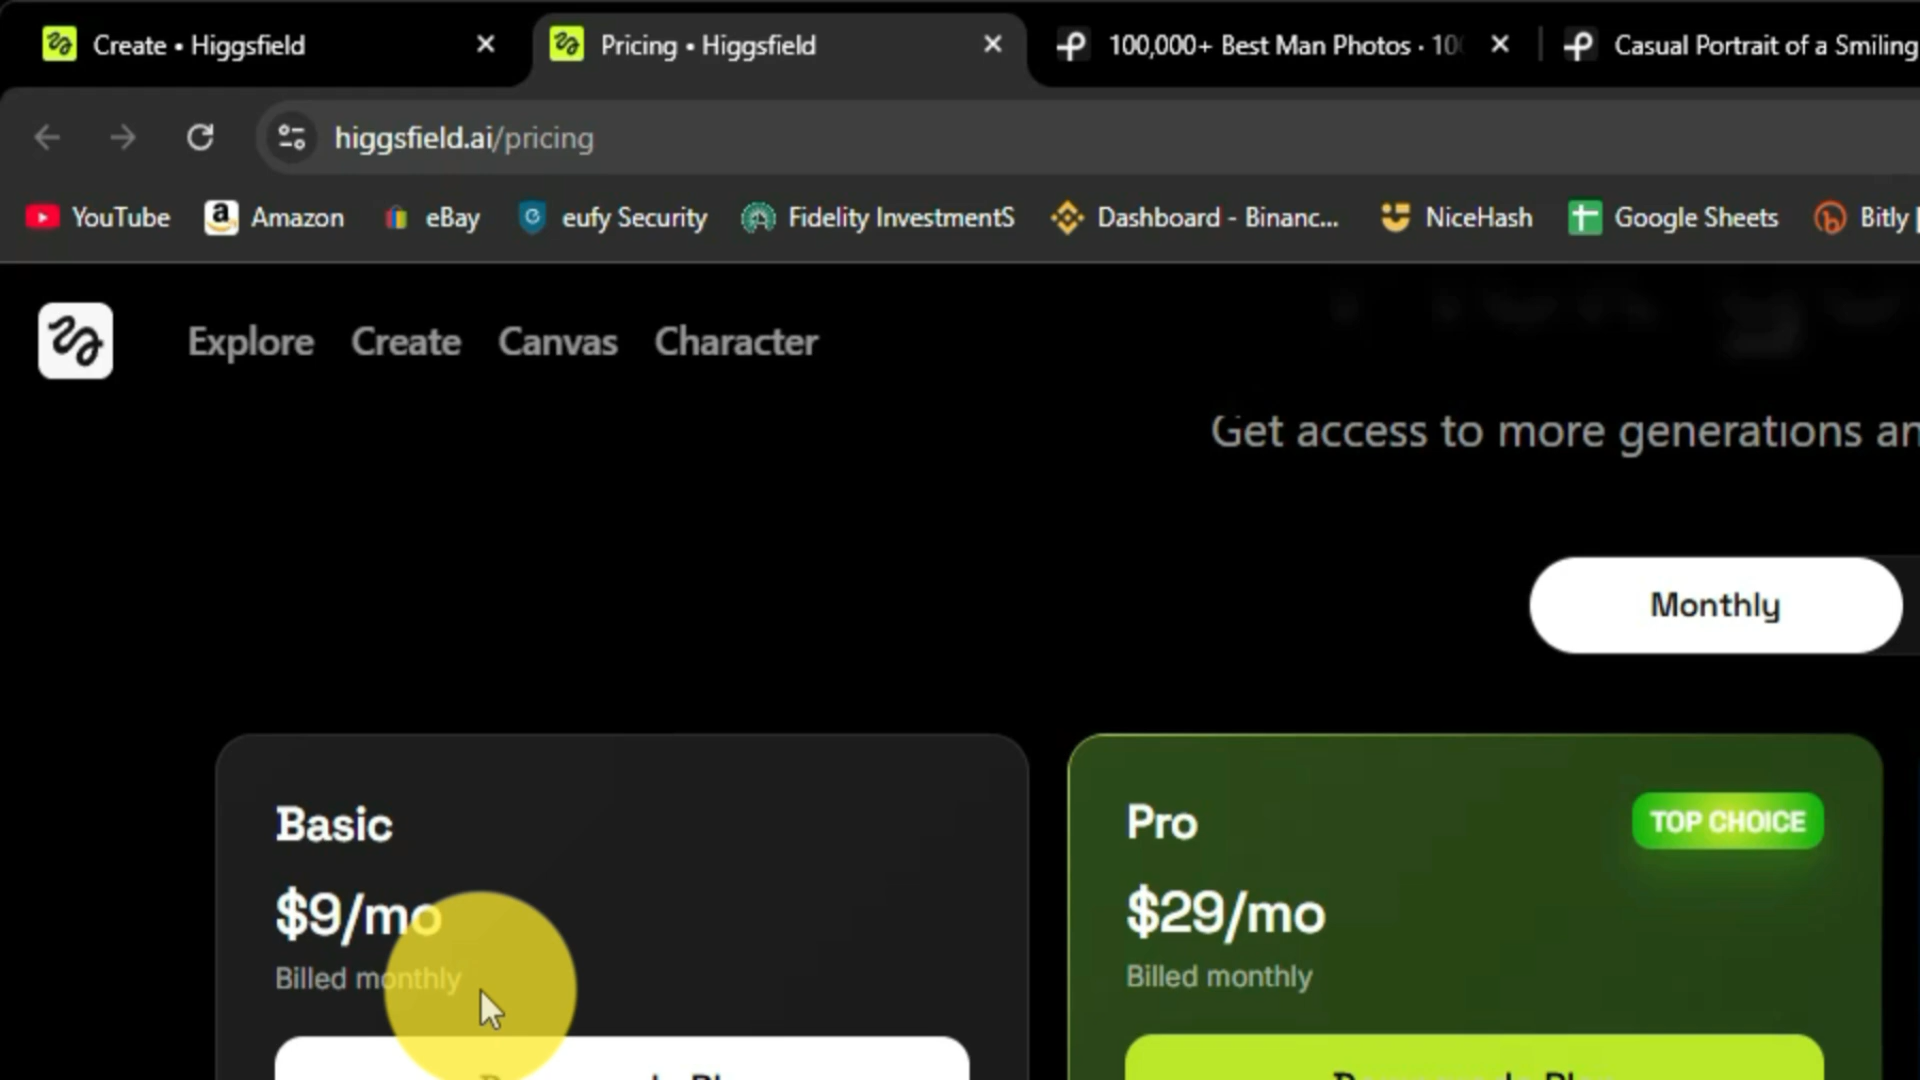 Create • Higgsfield
Pricing • Higgsfield
100,000+ Best Man Photos · 10
Casual Portrait of a Smiling
higgsfield.ai/pricing
YouTube
Amazon
eBay
eufy Security
Fidelity InvestmentS
Dashboard - Binanc...
NiceHash
Google Sheets
Bitly
Explore
Create
Canvas
Character
Get access to more generations
Monthly
Basic
$9/mo
Billed monthly
Pro
TOP CHOICE
$29/mo
Billed monthly